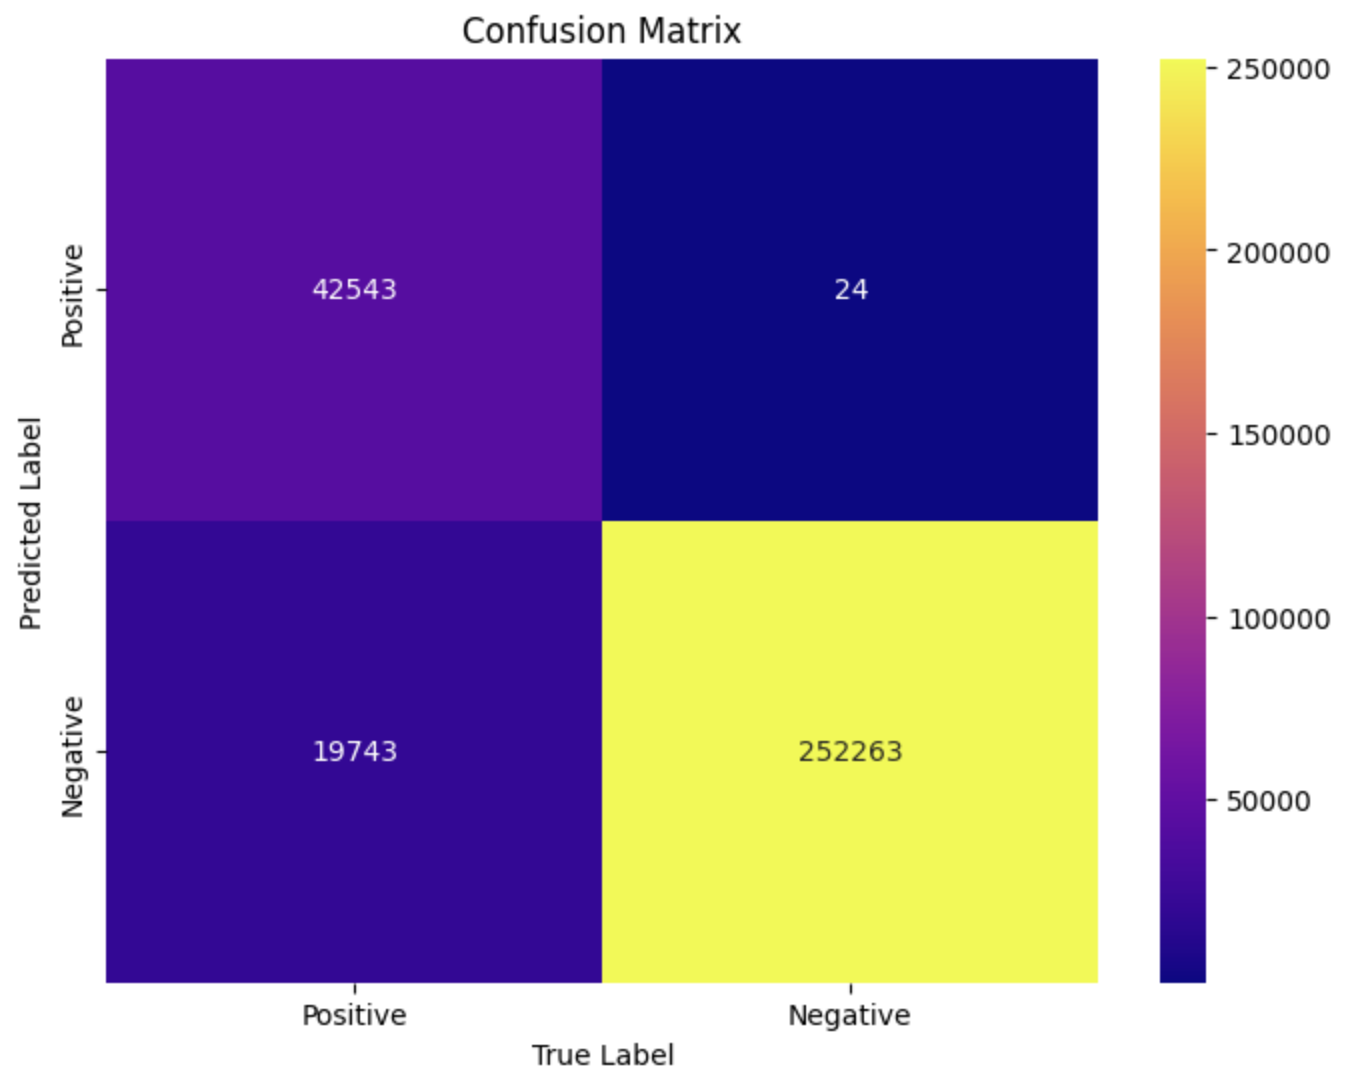 Confusion Matrix
Positive
Negative
Predicted Label
42543
24
19743
252263
Positive
Negative
True Label
250000
200000
150000
100000
50000